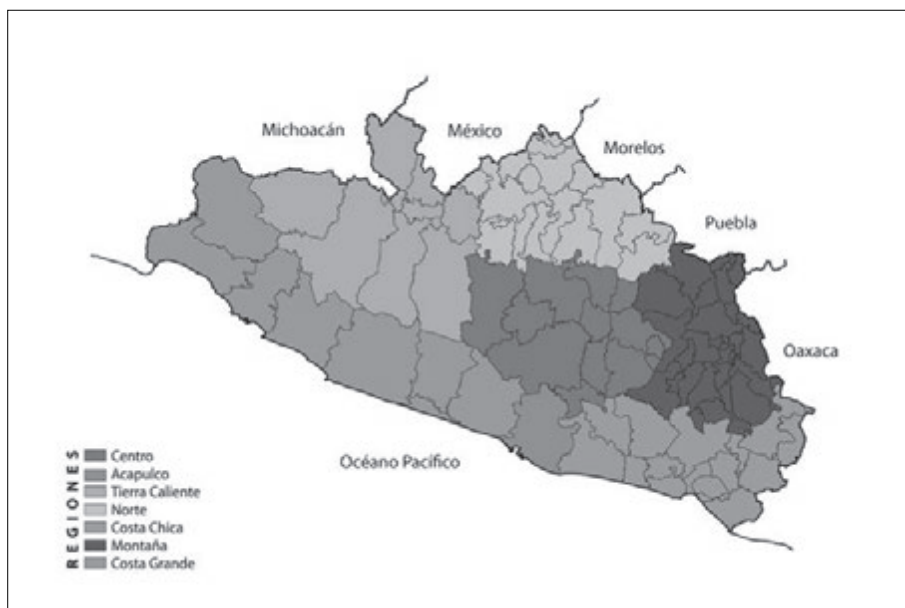 Michoacán
México
Morelos
Puebla
Oaxaca
Océano Pacífico
REGIONES
Centro
Acapulco
Tierra Caliente
Norte
Costa Chica
Montaña
Costa Grande